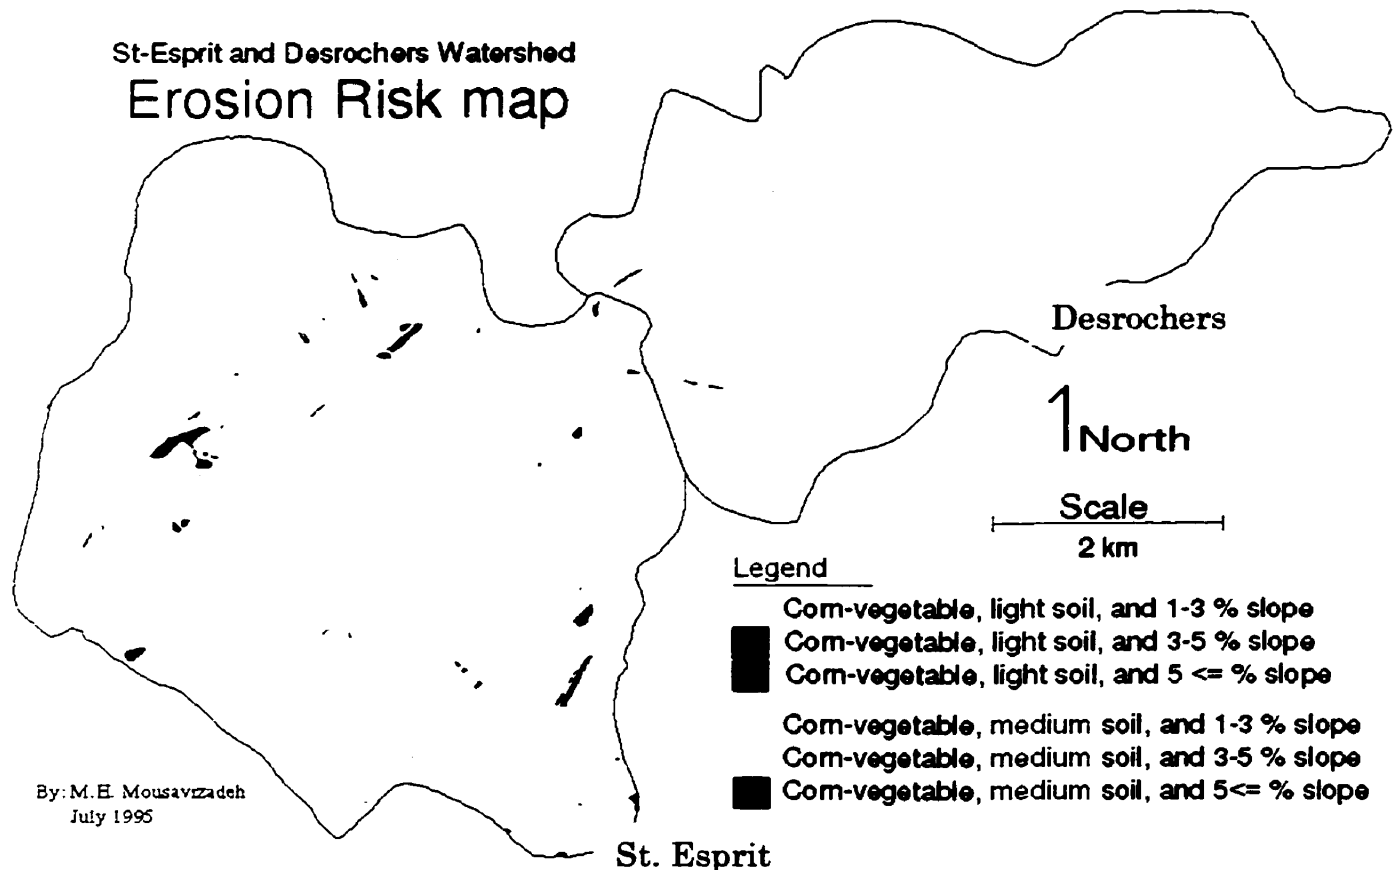 St-Esprit and Desrochers Watershed
Erosion Risk map
Desrochers
North
Scale
2 km
Legend
Corn-vegetable, light soil, and 1-3 % slope
Corn-vegetable, light soil, and 3-5 % slope
Corn-vegetable, light soil, and 5 <= % slope
Corn-vegetable, medium soil, and 1-3 % slope
Corn-vegetable, medium soil, and 3-5 % slope
Corn-vegetable, medium soil, and 5<= % slope
By: M.H. Mousavizadeh
July 1995
St. Esprit